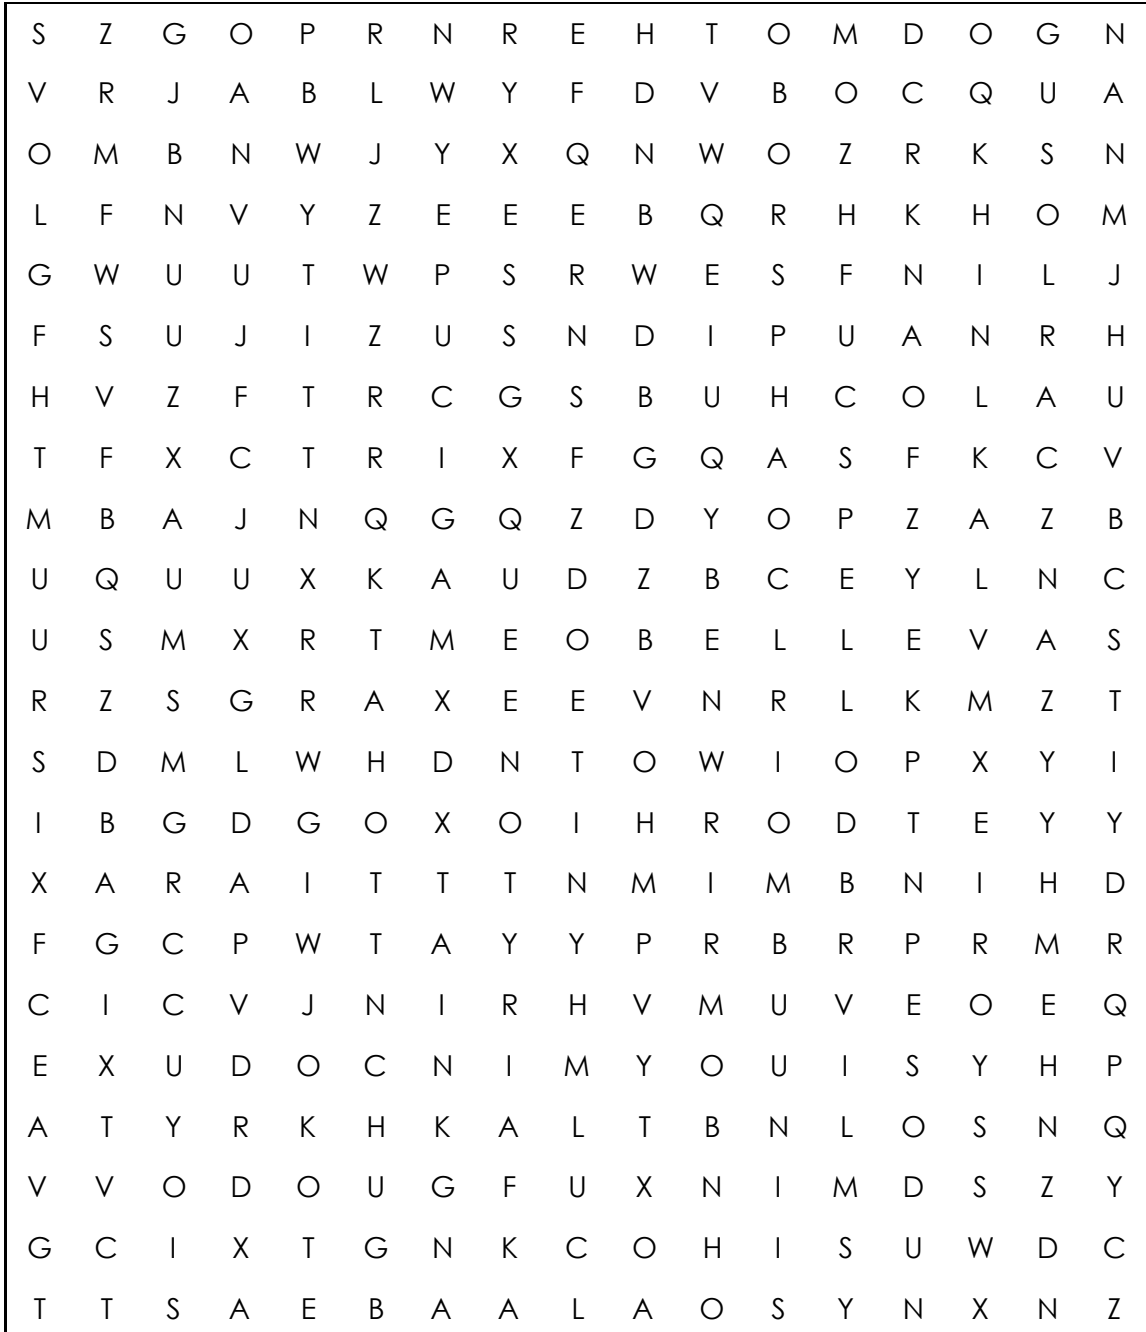 S Z G O P R N R E H T O M D O G N
V R J A B L W Y F D V B O C Q U A
O M B N W J Y X Q N W O Z R K S N
L F N V Y Z E E E B Q R H K H O M
G W U U T W P S R W E S F N I L J
F S U J I Z U S N D I P U A N R H
H V Z F T R C G S B U H C O L A U
T F X C T R I X F G Q A S F K C V
M B A J N Q G Q Z D Y O P Z A Z B
U Q U U X K A U D Z B C E Y L N C
U S M X R T M E O B E L L E V A S
R Z S G R A X E E V N R L K M Z T
S D M L W H D N T O W I O P X Y I
I B G D G O X O I H R O D T E Y Y
X A R A I T T T N M I M B N I H D
F G C P W T A Y Y P R B R P R M R
C I C V J N I R H V M U V E O E Q
E X U D O C N I M Y O U I S Y H P
A T Y R K H K A L T B N L O S N Q
V V O D O U G F U X N I M D S Z Y
G C I X T G N K C O H I S U W D C
T T S A E B A A L A O S Y N X N Z